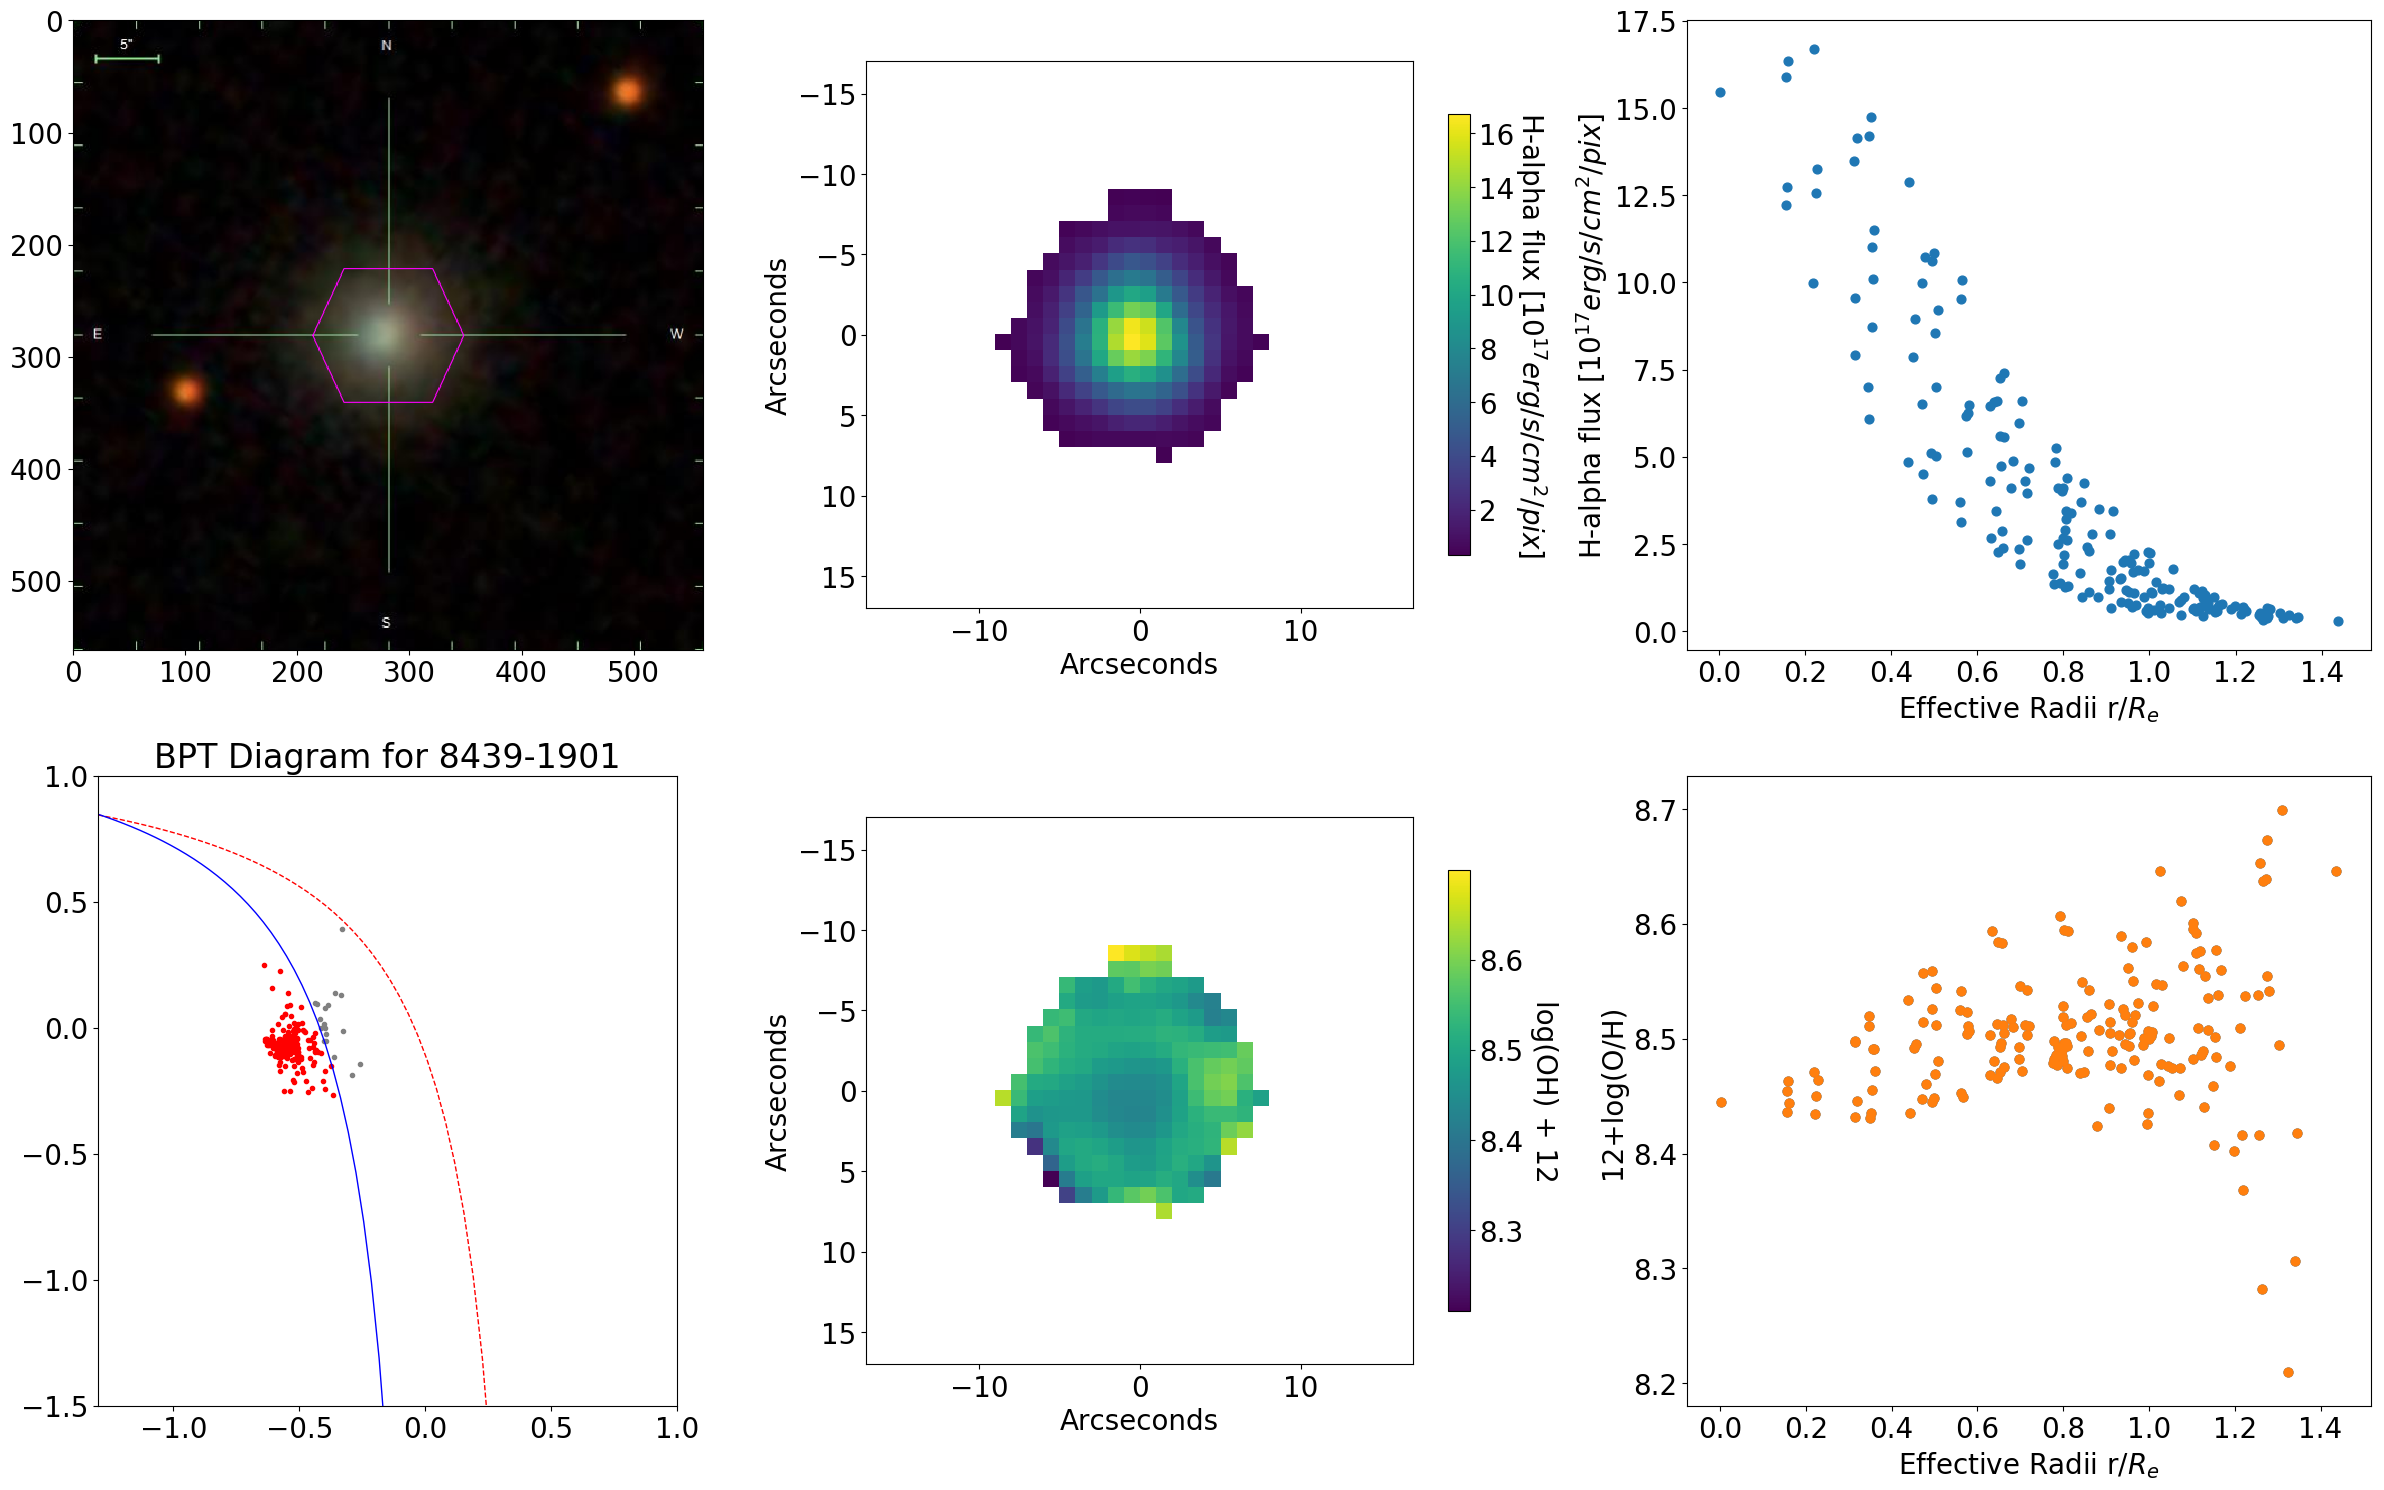 0
100
200
300
400
500
0 100 200 300 400 500
5"
N
E
W
S
−15
−10
−5
0
5
10
15
−10 0 10
Arcseconds
Arcseconds
16
14
12
10
8
6
4
2
H-alpha flux [10^17 erg/s/cm^2/pix]
H-alpha flux [10^17 erg/s/cm^2/pix]
17.5
15.0
12.5
10.0
7.5
5.0
2.5
0.0
0.0 0.2 0.4 0.6 0.8 1.0 1.2 1.4
Effective Radii r/R_e
BPT Diagram for 8439-1901
1.0
0.5
0.0
−0.5
−1.0
−1.5
−1.0 −0.5 0.0 0.5 1.0
−15
−10
−5
0
5
10
15
−10 0 10
Arcseconds
Arcseconds
8.6
8.5
8.4
8.3
log(OH) + 12
12+log(O/H)
8.7
8.6
8.5
8.4
8.3
8.2
0.0 0.2 0.4 0.6 0.8 1.0 1.2 1.4
Effective Radii r/R_e